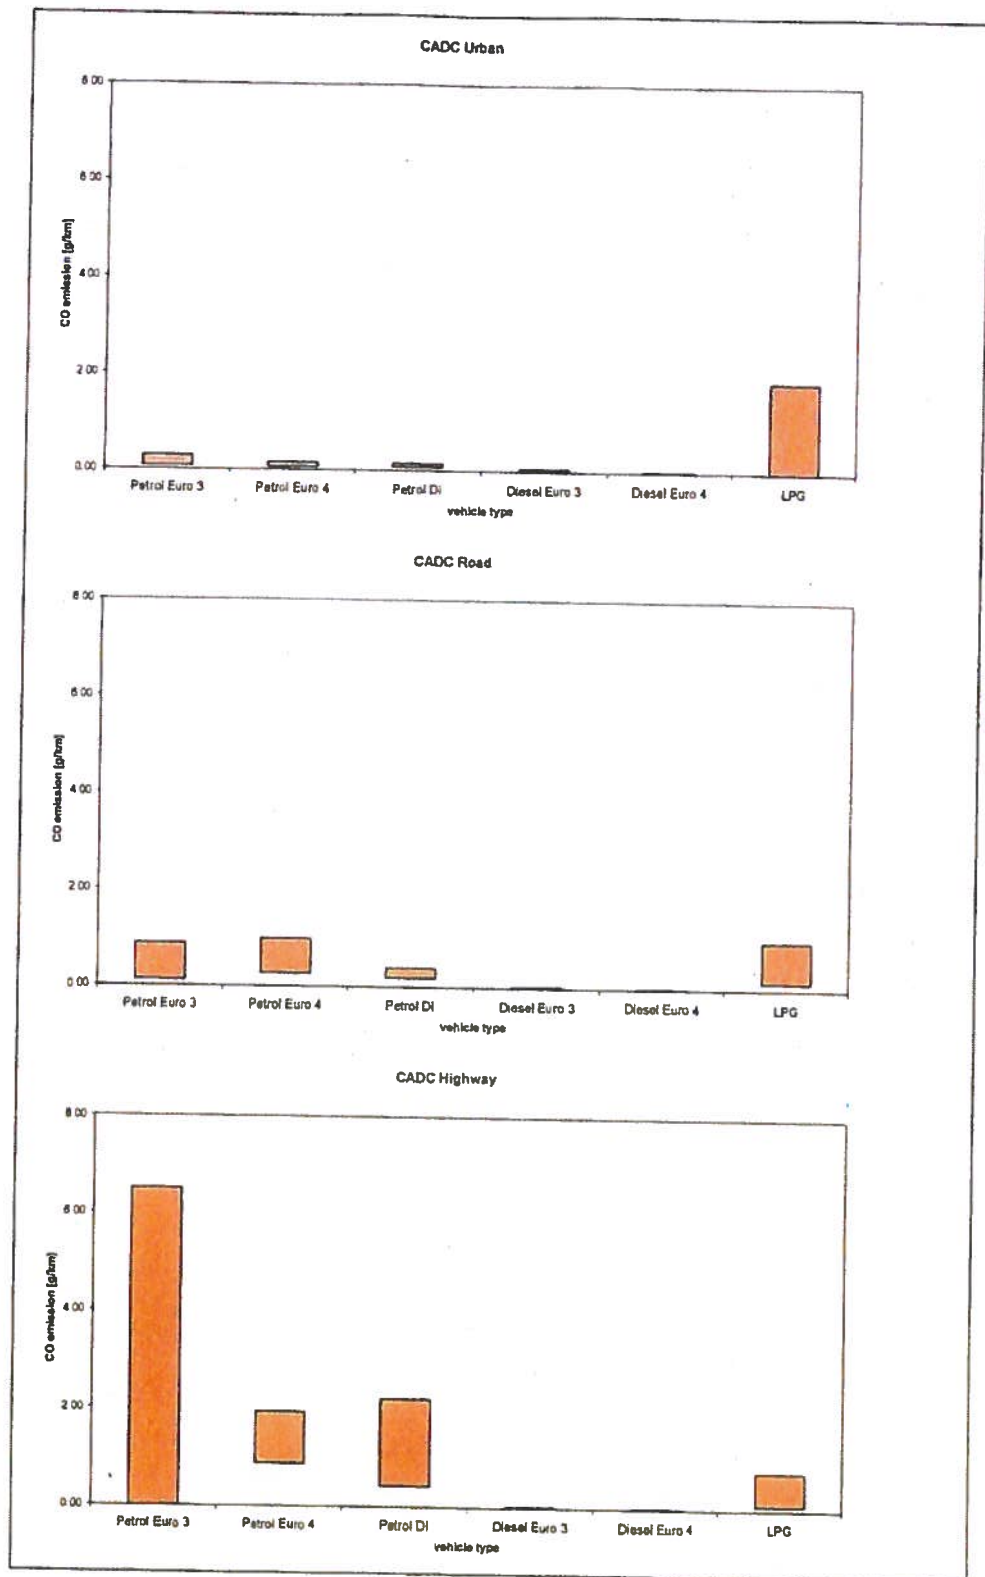 CADC Urban
8.00
6.00
4.00
2.00
0.00
CO emission [g/km]
Petrol Euro 3 Petrol Euro 4 Petrol DI Diesel Euro 3 Diesel Euro 4 LPG
vehicle type
CADC Road
8.00
6.00
4.00
2.00
0.00
CO emission [g/km]
Petrol Euro 3 Petrol Euro 4 Petrol DI Diesel Euro 3 Diesel Euro 4 LPG
vehicle type
CADC Highway
8.00
6.00
4.00
2.00
0.00
CO emission [g/km]
Petrol Euro 3 Petrol Euro 4 Petrol DI Diesel Euro 3 Diesel Euro 4 LPG
vehicle type